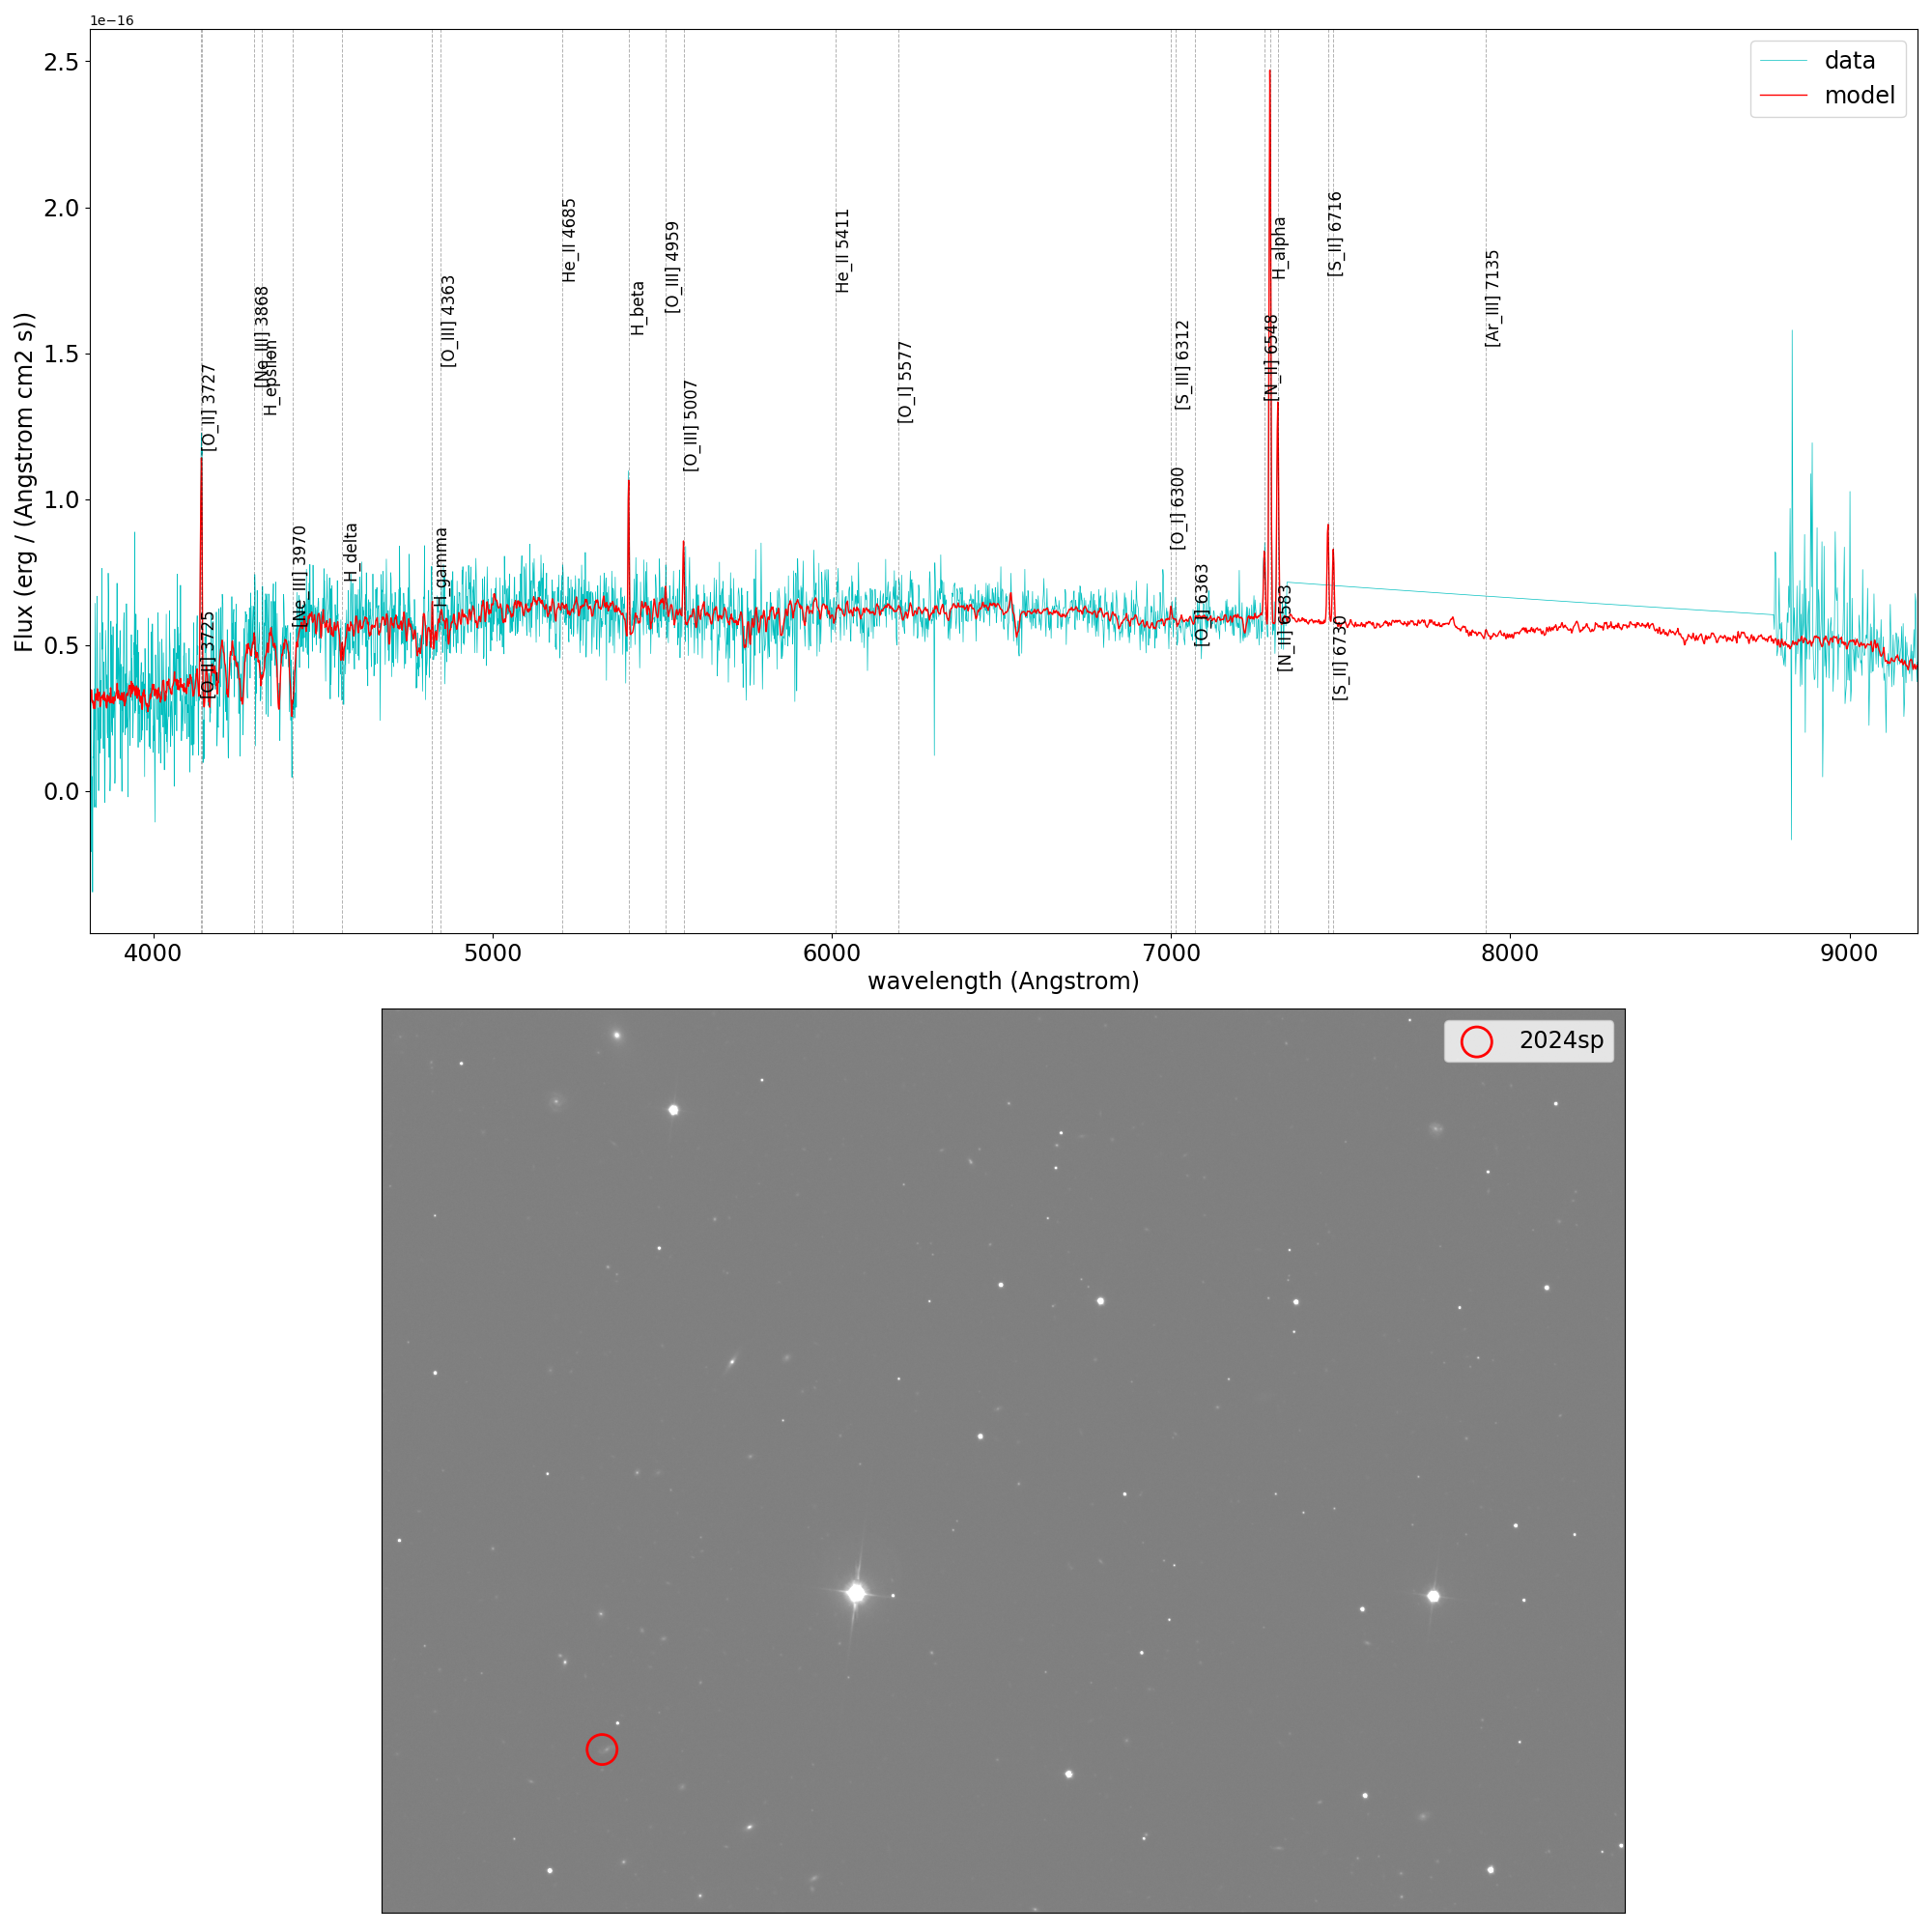 1e−16
data
model
2.5
2.0
1.5
1.0
0.5
0.0
Flux (erg / (Angstrom cm2 s))
[O_II] 3725
[O_II] 3727
[Ne_III] 3868
H_epsilon
[Ne_III] 3970
H_delta
H_gamma
[O_III] 4363
He_II 4685
H_beta
[O_III] 4959
[O_III] 5007
He_II 5411
[O_I] 5577
[O_I] 6300
[S_III] 6312
[O_I] 6363
[N_II] 6548
H_alpha
[N_II] 6583
[S_II] 6716
[S_II] 6730
[Ar_III] 7135
4000
5000
6000
7000
8000
9000
wavelength (Angstrom)
2024sp